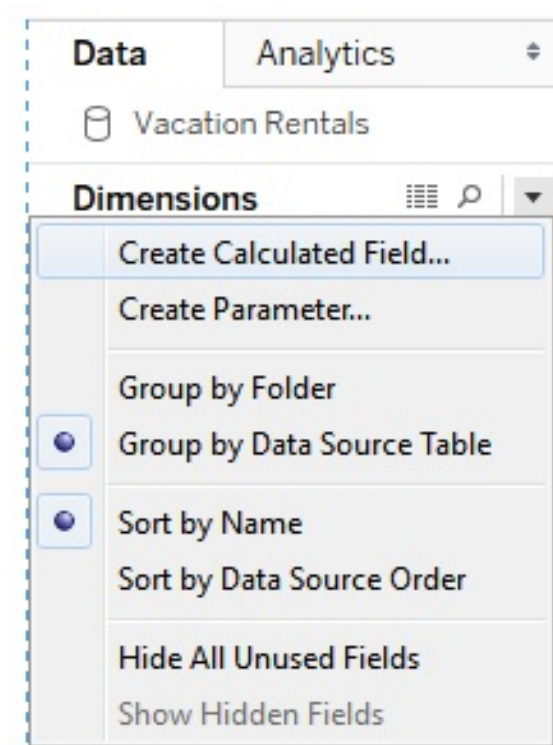 Data
Analytics
Vacation Rentals
Dimensions
Create Calculated Field...
Create Parameter...
Group by Folder
Group by Data Source Table
Sort by Name
Sort by Data Source Order
Hide All Unused Fields
Show Hidden Fields